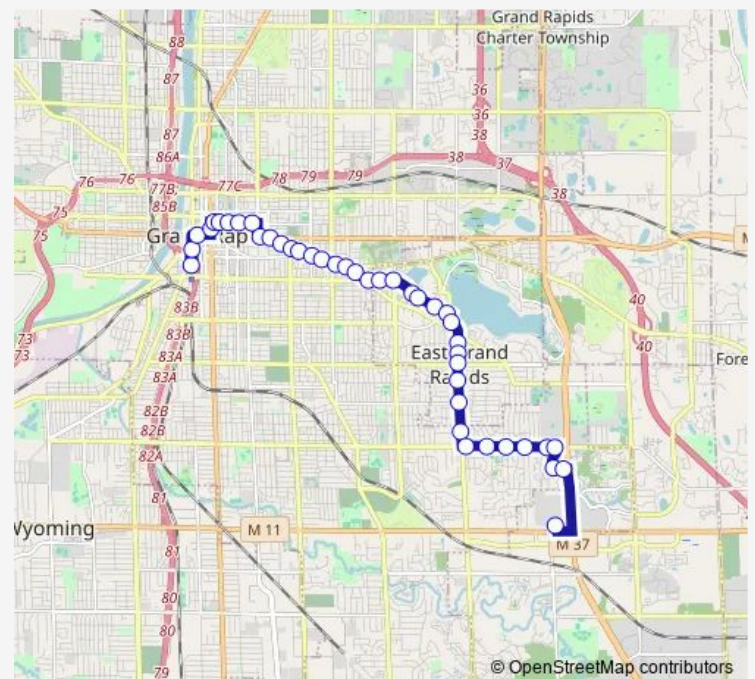 Grand Rapids
Charter Township
88
87
36
36
38
87
86A
38
37
76
76
77B
77C
78
79
79
38
75
85B
75
Gra
Rap
M
40
83B
73
73
83B
40
83A
East Grand
Rapids
Fore
83A
82B
82B
82A
81
Wyoming
M 11
M 37
81
80
80
79
© OpenStreetMap contributors